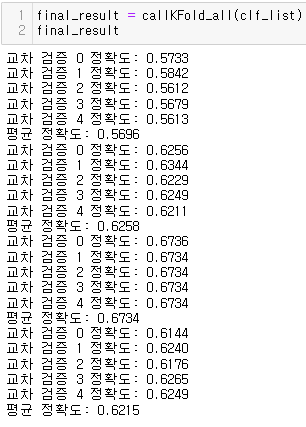 1 final_result = callKFold_all(clf_list)
2 final_result
교차 검증 0 정확도: 0.5733
교차 검증 1 정확도: 0.5842
교차 검증 2 정확도: 0.5612
교차 검증 3 정확도: 0.5679
교차 검증 4 정확도: 0.5613
평균 정확도: 0.5696
교차 검증 0 정확도: 0.6256
교차 검증 1 정확도: 0.6344
교차 검증 2 정확도: 0.6229
교차 검증 3 정확도: 0.6249
교차 검증 4 정확도: 0.6211
평균 정확도: 0.6258
교차 검증 0 정확도: 0.6736
교차 검증 1 정확도: 0.6734
교차 검증 2 정확도: 0.6734
교차 검증 3 정확도: 0.6734
교차 검증 4 정확도: 0.6734
평균 정확도: 0.6734
교차 검증 0 정확도: 0.6144
교차 검증 1 정확도: 0.6240
교차 검증 2 정확도: 0.6176
교차 검증 3 정확도: 0.6265
교차 검증 4 정확도: 0.6249
평균 정확도: 0.6215